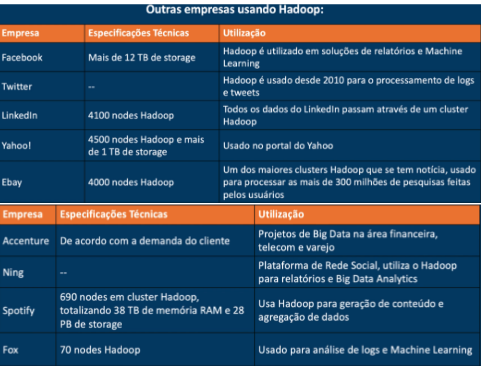 Outras empresas usando Hadoop:
Empresa Especificações Técnicas Utilização
Facebook Mais de 12 TB de storage Hadoop é utilizado em soluções de relatórios e Machine
Learning
Twitter -- Hadoop é usado desde 2010 para o processamento de logs
e tweets
LinkedIn 4100 nodes Hadoop Todos os dados do LinkedIn passam através de um cluster
Hadoop
Yahoo! 4500 nodes Hadoop e mais
de 1 TB de storage Usado no portal do Yahoo
Ebay 4000 nodes Hadoop Um dos maiores clusters Hadoop que se tem notícia, usado
para processar as mais de 300 milhões de pesquisas feitas
pelos usuários
Empresa Especificações Técnicas Utilização
Accenture De acordo com a demanda do cliente Projetos de Big Data na área financeira,
telecom e varejo
Ning -- Plataforma de Rede Social, utiliza o Hadoop
para relatórios e Big Data Analytics
Spotify 690 nodes em cluster Hadoop,
totalizando 38 TB de memória RAM e 28
PB de storage Usa Hadoop para geração de conteúdo e
agregação de dados
Fox 70 nodes Hadoop Usado para análise de logs e Machine Learning